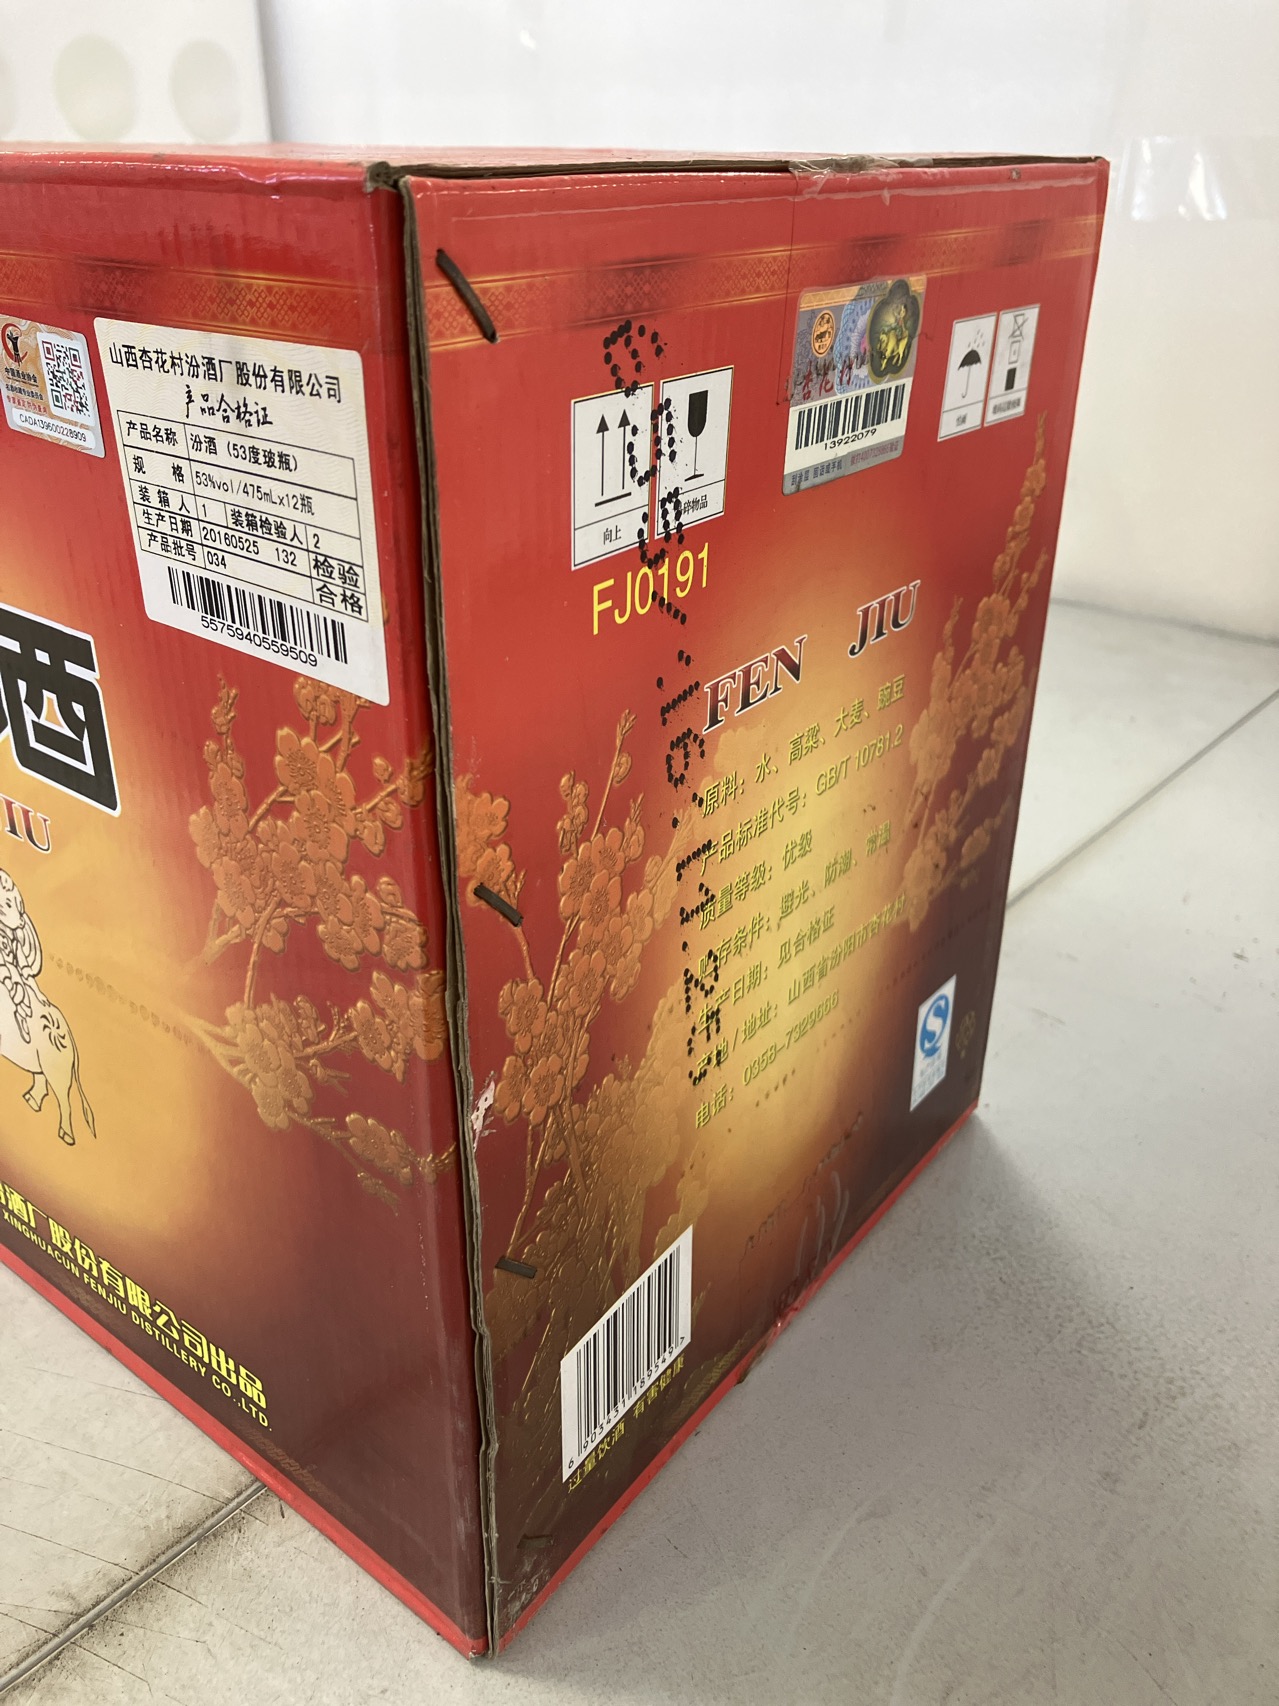 CADA139600228909
山西杏花村汾酒厂股份有限公司
产品合格证
产品名称 汾酒（53度玻瓶）
规 格 53%vol/475mL×12瓶
装 箱 人 1 装箱检验人 2
生产日期 20160525 132 检验
产品批号 034 合格
5575940559509
酒
JIU
酒厂股份有限公司出品
XINGHUACUN FENJIU DISTILLERY CO.,LTD.
向上
碎物品
杏花村
13922079
FJ0191
FEN JIU
原料：水、高粱、大麦、豌豆
产品标准代号：GB/T 10781.2
质量等级：优级
贮存条件：避光、防潮、常温
生产日期：见合格证
产地/地址：山西省汾阳市杏花村
电话：0358-7329666
S
过量饮酒 有害健康